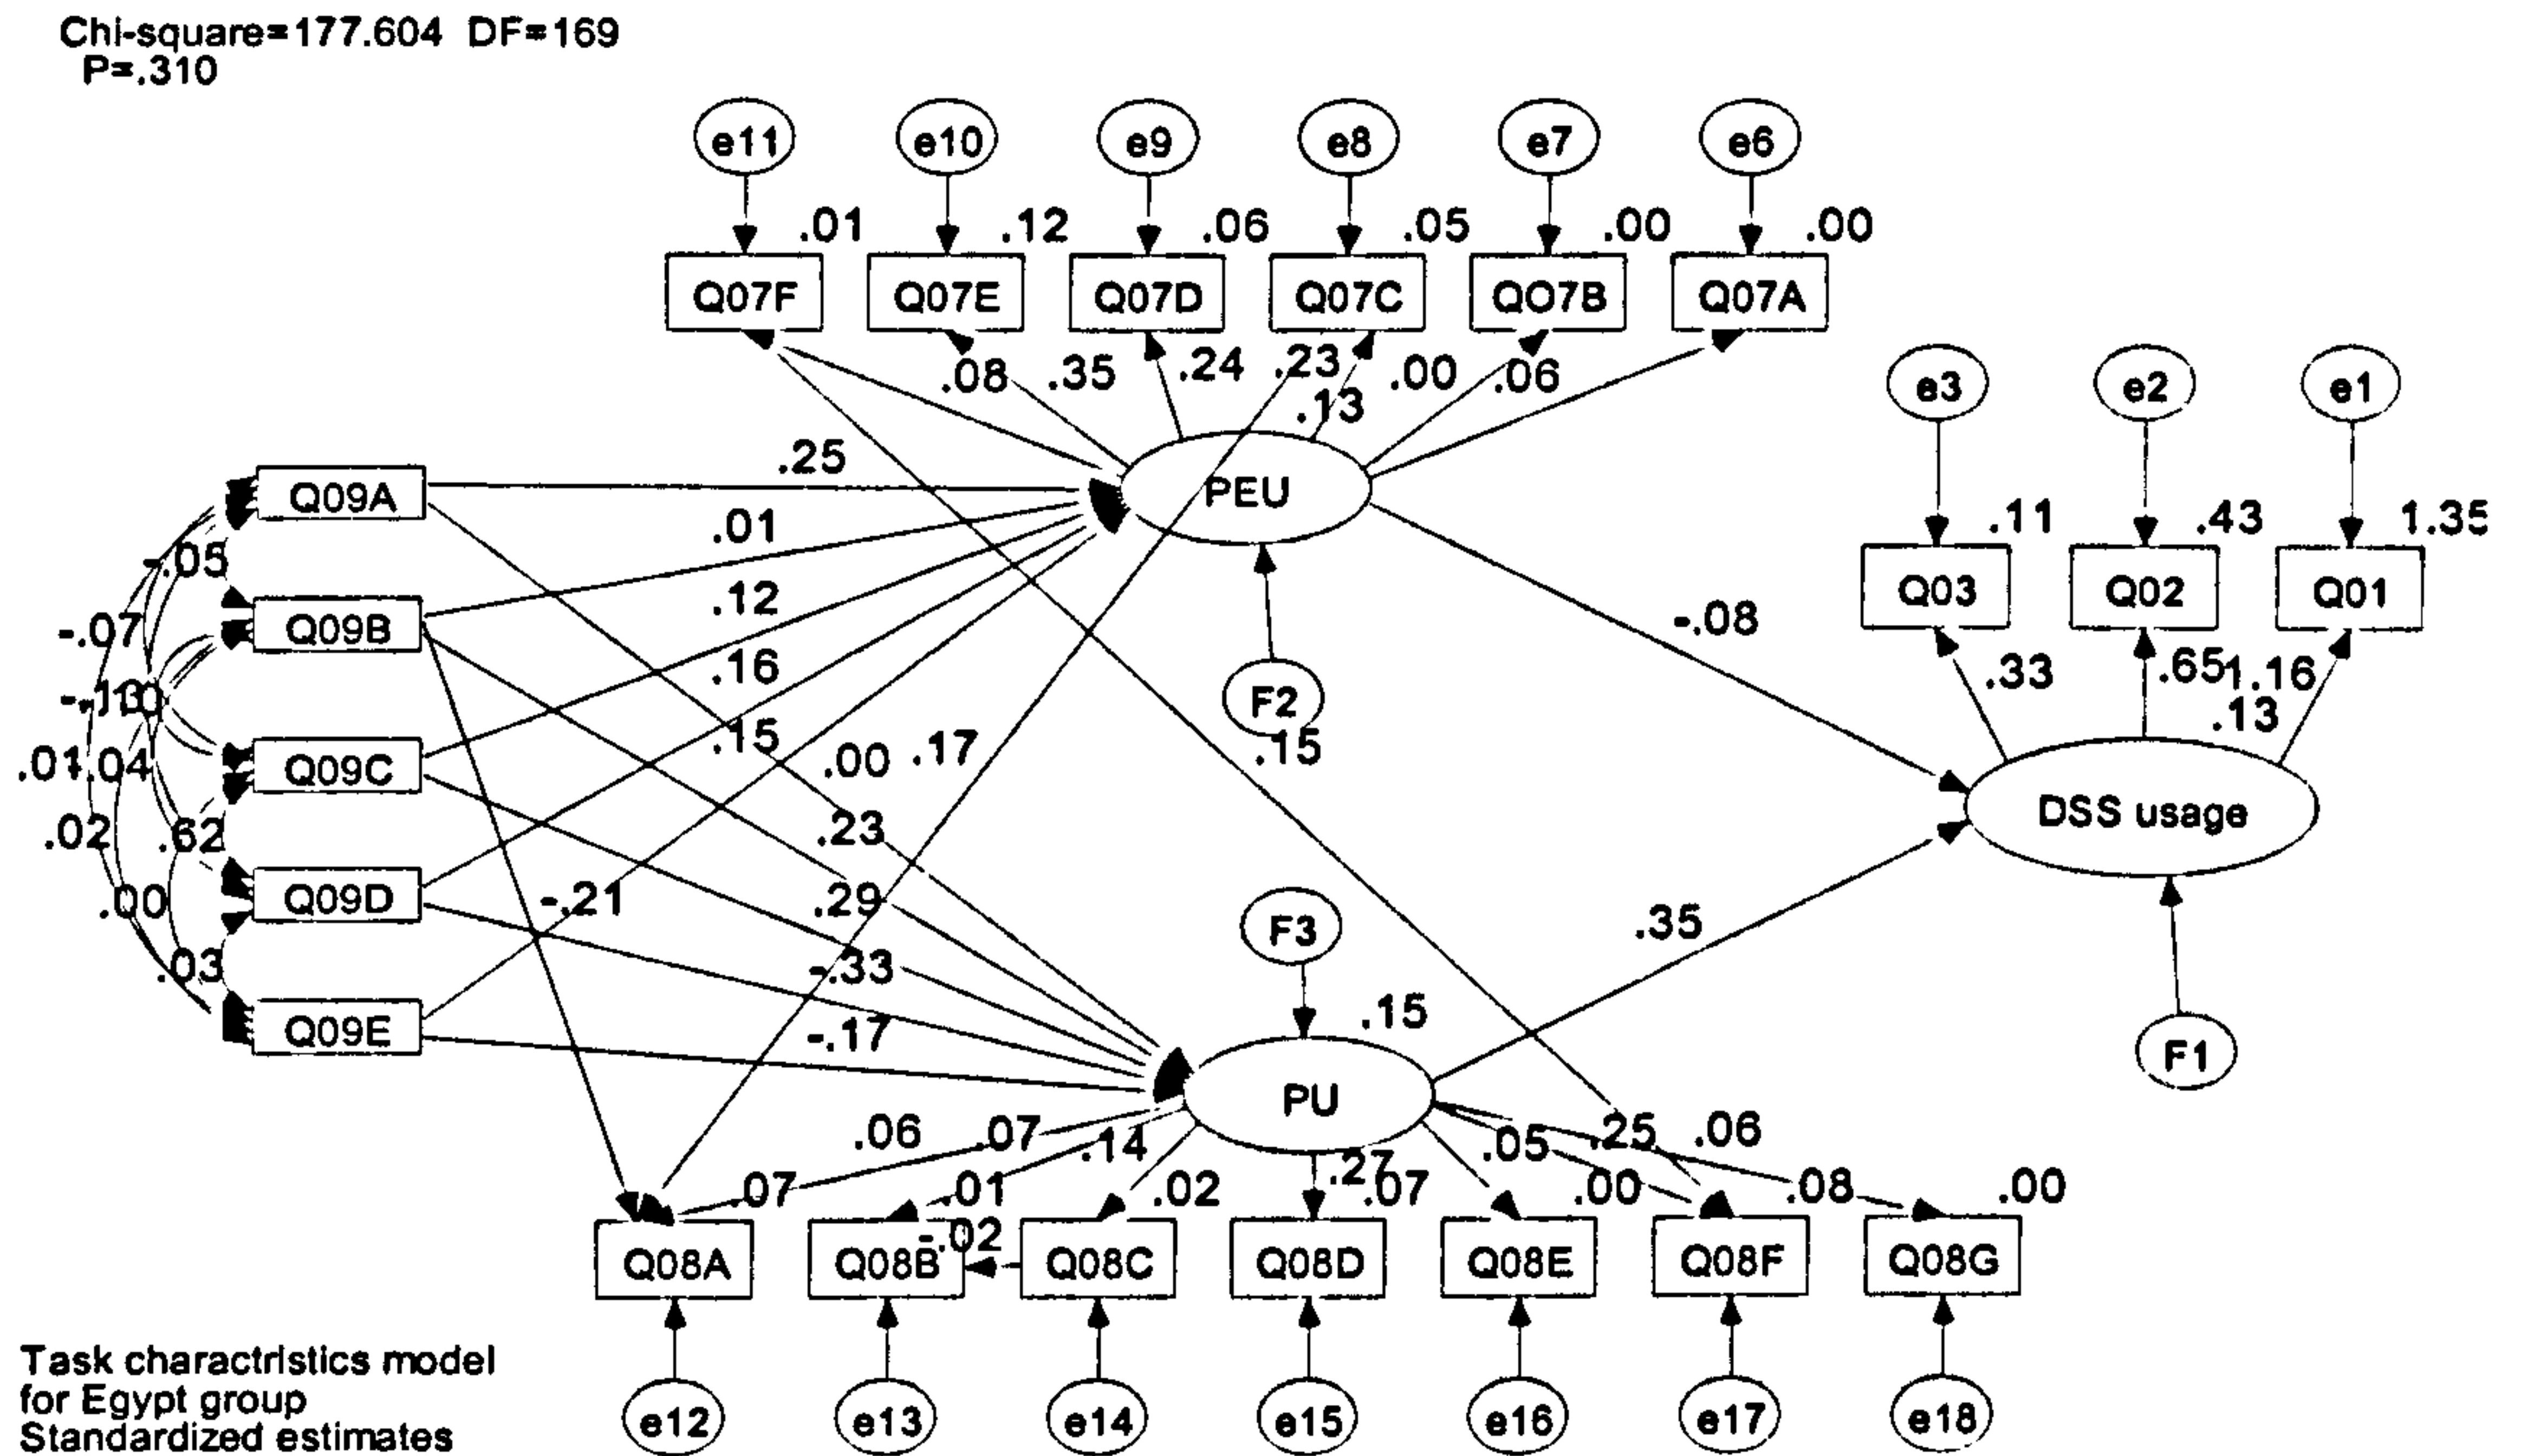 Chi-square=177.604 DF=169
P=.310
e11 e10 e9 e8 e7 e6
.01 .12 .06 .05 .00 .00
Q07F Q07E Q07D Q07C QO7B Q07A
.08 .35 .24 .23 .00 .06
.13
e3 e2 e1
PEU
.25
Q09A
.11 .43 1.35
.01
-.05
Q03 Q02 Q01
.12
-.07
Q09B
-.08
.16
.33 .65 1.16
F2
.13
.15 .00 .17 .15
.01 .04
Q09C
DSS usage
.02 .62
.23
Q09D
-.21 .29
.00
F3
.35
.03
-.33
Q09E
-.17
.15
F1
PU
.06 .07 .14 .05 .25 .06
.27
.07 .01 .02 .07 .00 .08 .00
-.02
Q08A Q08B Q08C Q08D Q08E Q08F Q08G
e12 e13 e14 e15 e16 e17 e18
Task charactristics model
for Egypt group
Standardized estimates